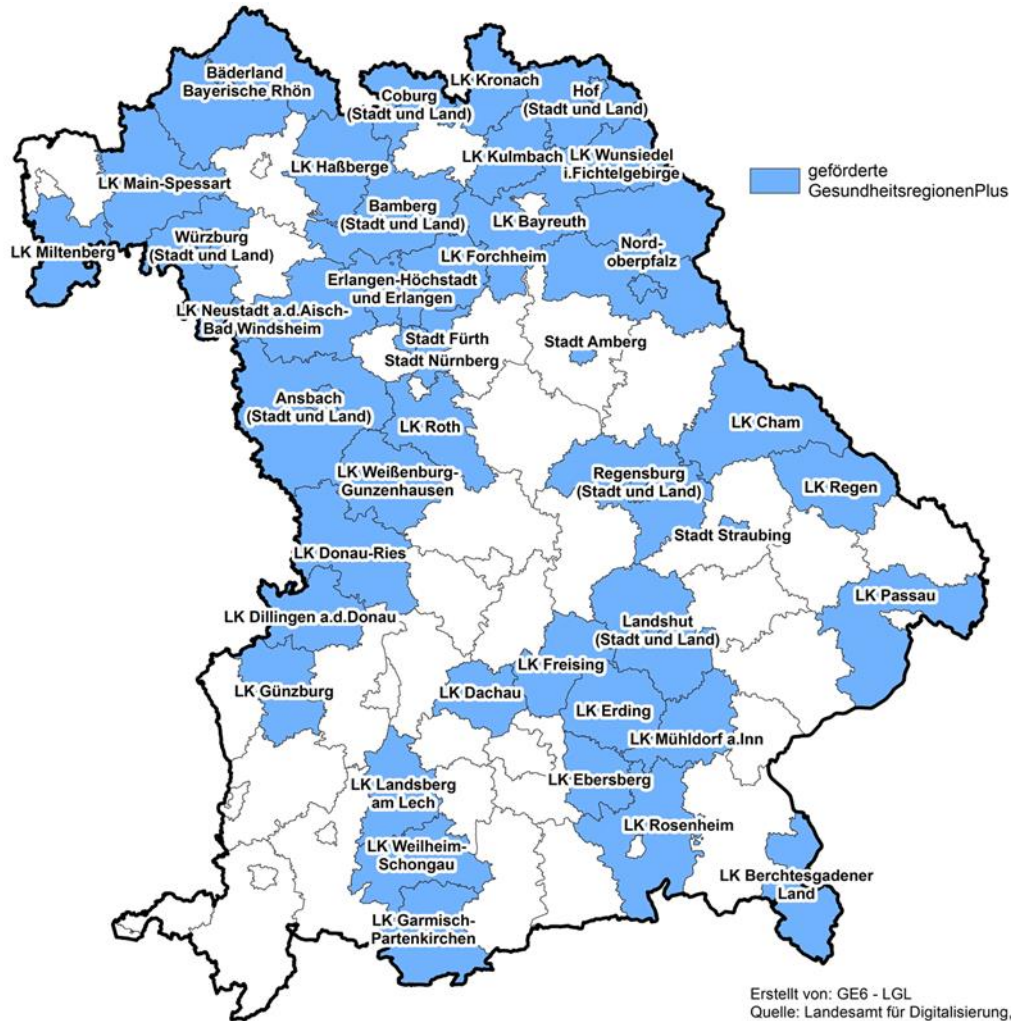 Bäderland
Bayerische Rhön
LK Kronach
Coburg
(Stadt und Land)
Hof
(Stadt und Land)
LK Haßberge
LK Kulmbach
LK Wunsiedel
i.Fichtelgebirge
geförderte
GesundheitsregionenPlus
LK Main-Spessart
Bamberg
(Stadt und Land)
LK Bayreuth
LK Miltenberg
Würzburg
(Stadt und Land)
LK Forchheim
Nord-
oberpfalz
Erlangen-Höchstadt
und Erlangen
LK Neustadt a.d.Aisch-
Bad Windsheim
Stadt Fürth
Stadt Nürnberg
Stadt Amberg
Ansbach
(Stadt und Land)
LK Roth
LK Cham
LK Weißenburg-
Gunzenhausen
Regensburg
(Stadt und Land)
LK Regen
Stadt Straubing
LK Donau-Ries
LK Passau
LK Dillingen a.d.Donau
Landshut
(Stadt und Land)
LK Freising
LK Günzburg
LK Dachau
LK Erding
LK Mühldorf a.Inn
LK Landsberg
am Lech
LK Ebersberg
LK Rosenheim
LK Weilheim-
Schongau
LK Berchtesgadener
Land
LK Garmisch-
Partenkirchen
Erstellt von: GE6 - LGL
Quelle: Landesamt für Digitalisierung,